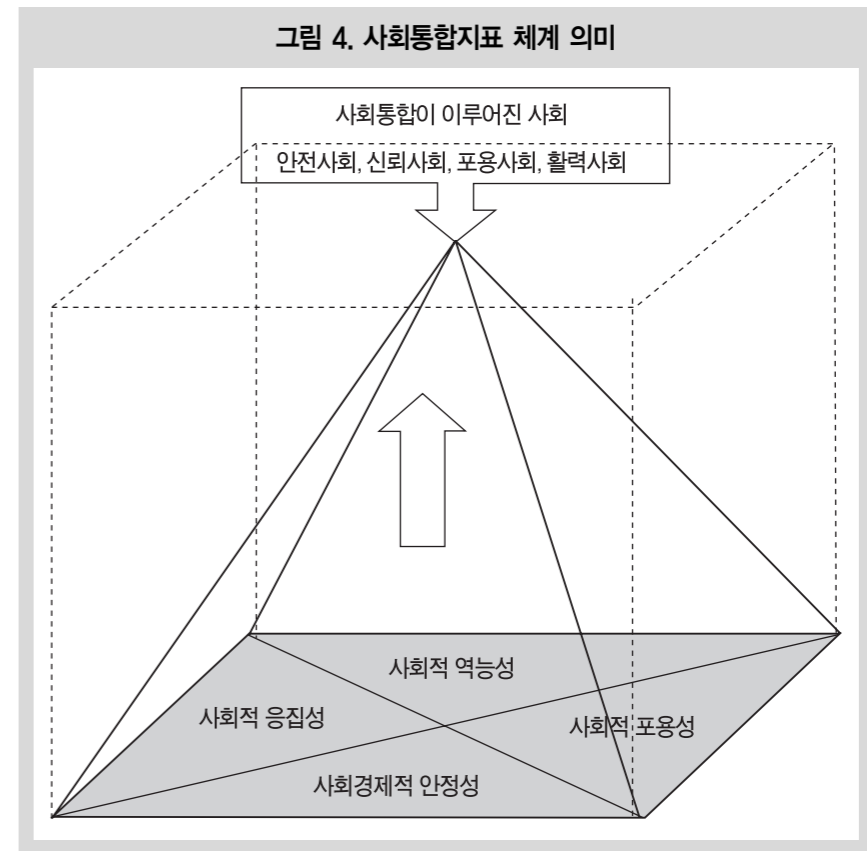 그림 4. 사회통합지표 체계 의미
사회통합이 이루어진 사회
안전사회, 신뢰사회, 포용사회, 활력사회
사회적 역능성
사회적 응집성
사회적 포용성
사회경제적 안정성